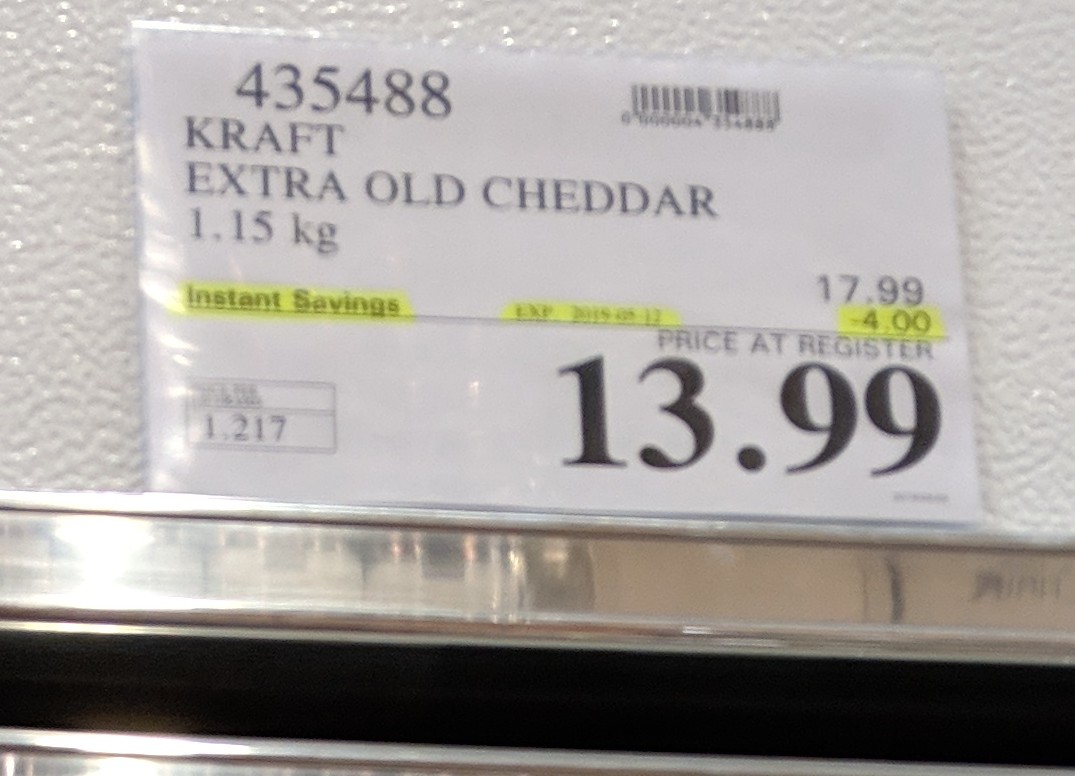 435488
KRAFT
EXTRA OLD CHEDDAR
1.15 kg
17.99
Instant Savings EXP. 2019-05-12 -4.00
PRICE AT REGISTER
13.99
1.217